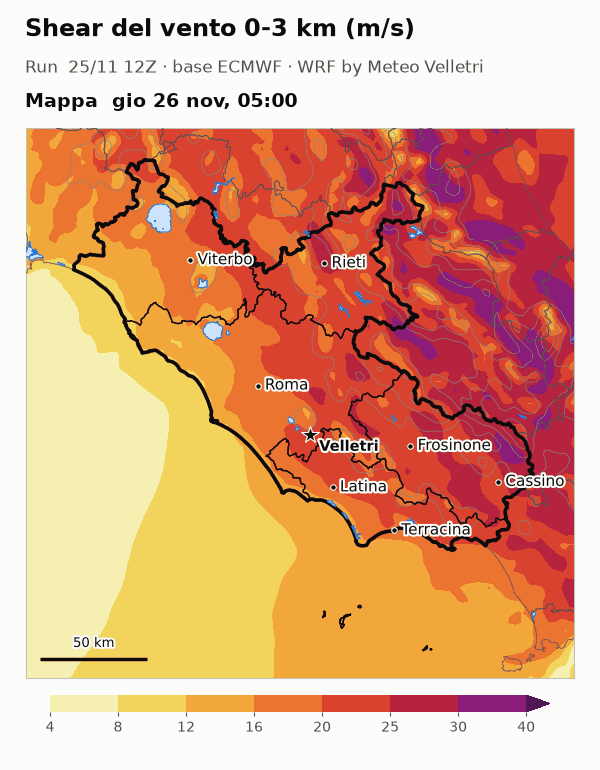 Shear del vento 0-3 km (m/s)
Run  25/11 12Z · base ECMWF · WRF by Meteo Velletri
Mappa  gio 26 nov, 05:00
Viterbo
Rieti
Roma
Velletri
Frosinone
Latina
Cassino
Terracina
50 km
4 8 12 16 20 25 30 40